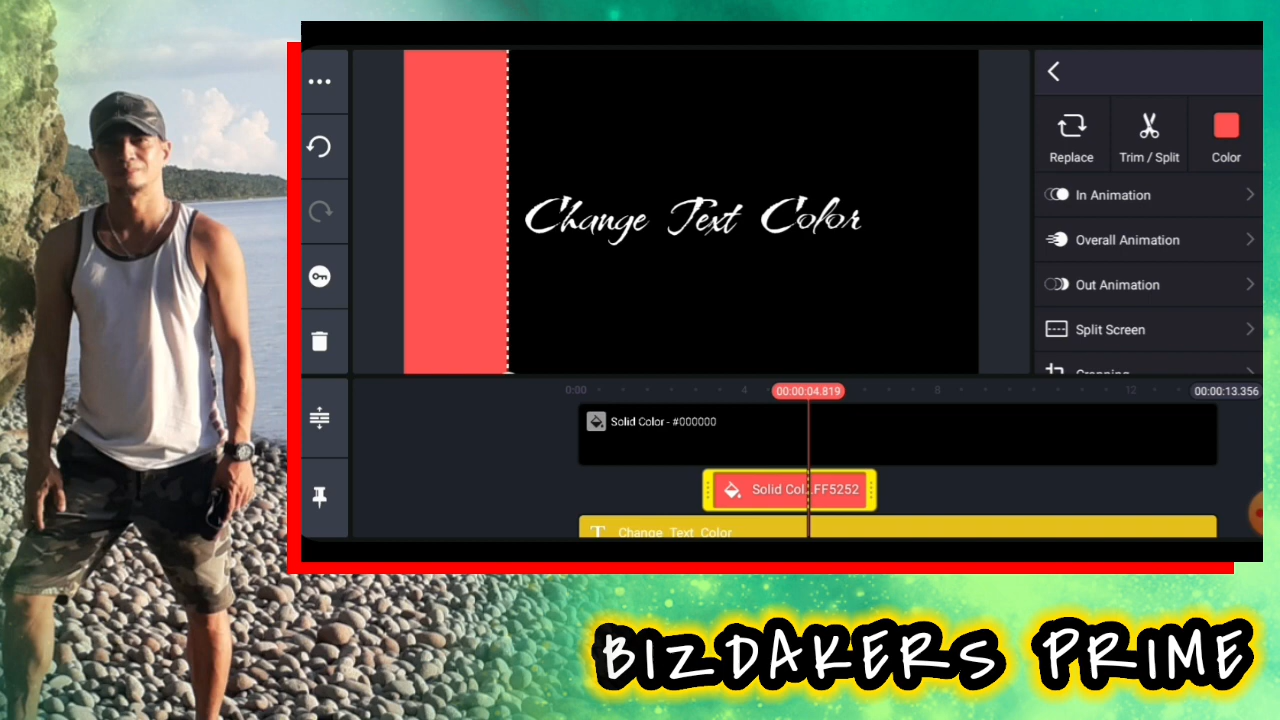 Replace
Trim / Split
Color
In Animation
Overall Animation
Out Animation
Split Screen
Change Text Color
0:00
4
00:00:04.819
8
12
00:00:13.356
Solid Color - #000000
Solid Col FF5252
Change Text Color
BIZDAKERS PRIME